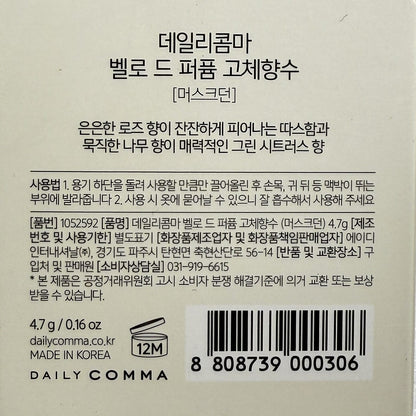 데일리콤마
벨로 드 퍼퓸 고체향수
[머스크던]
은은한 로즈 향이 잔잔하게 피어나는 따스함과
묵직한 나무 향이 매력적인 그린 시트러스 향
사용법 1. 용기 하단을 돌려 사용할 만큼만 끌어올린 후 손목, 귀 뒤 등 맥박이 뛰는
부위에 발라줍니다 2. 사용 시 옷에 묻어날 수 있으니 잘 흡수해서 사용해 주세요
[품번] 1052592 [품명] 데일리콤마 벨로 드 퍼퓸 고체향수 (머스크던) 4.7g [제조
번호 및 사용기한] 별도표기 [화장품제조업자 및 화장품책임판매업자] 에이디
인터내셔날㈜, 경기도 파주시 탄현면 축현산단로 56-14 [반품 및 교환장소] 구
입처 및 판매원 [소비자상담실] 031-919-6615
* 본 제품은 공정거래위원회 고시 소비자 분쟁 해결기준에 의거 교환 또는 보상
받을 수 있습니다.
4.7 g / 0.16 oz
dailycomma.co.kr
MADE IN KOREA
DAILY COMMA
12M
8 808739 000306